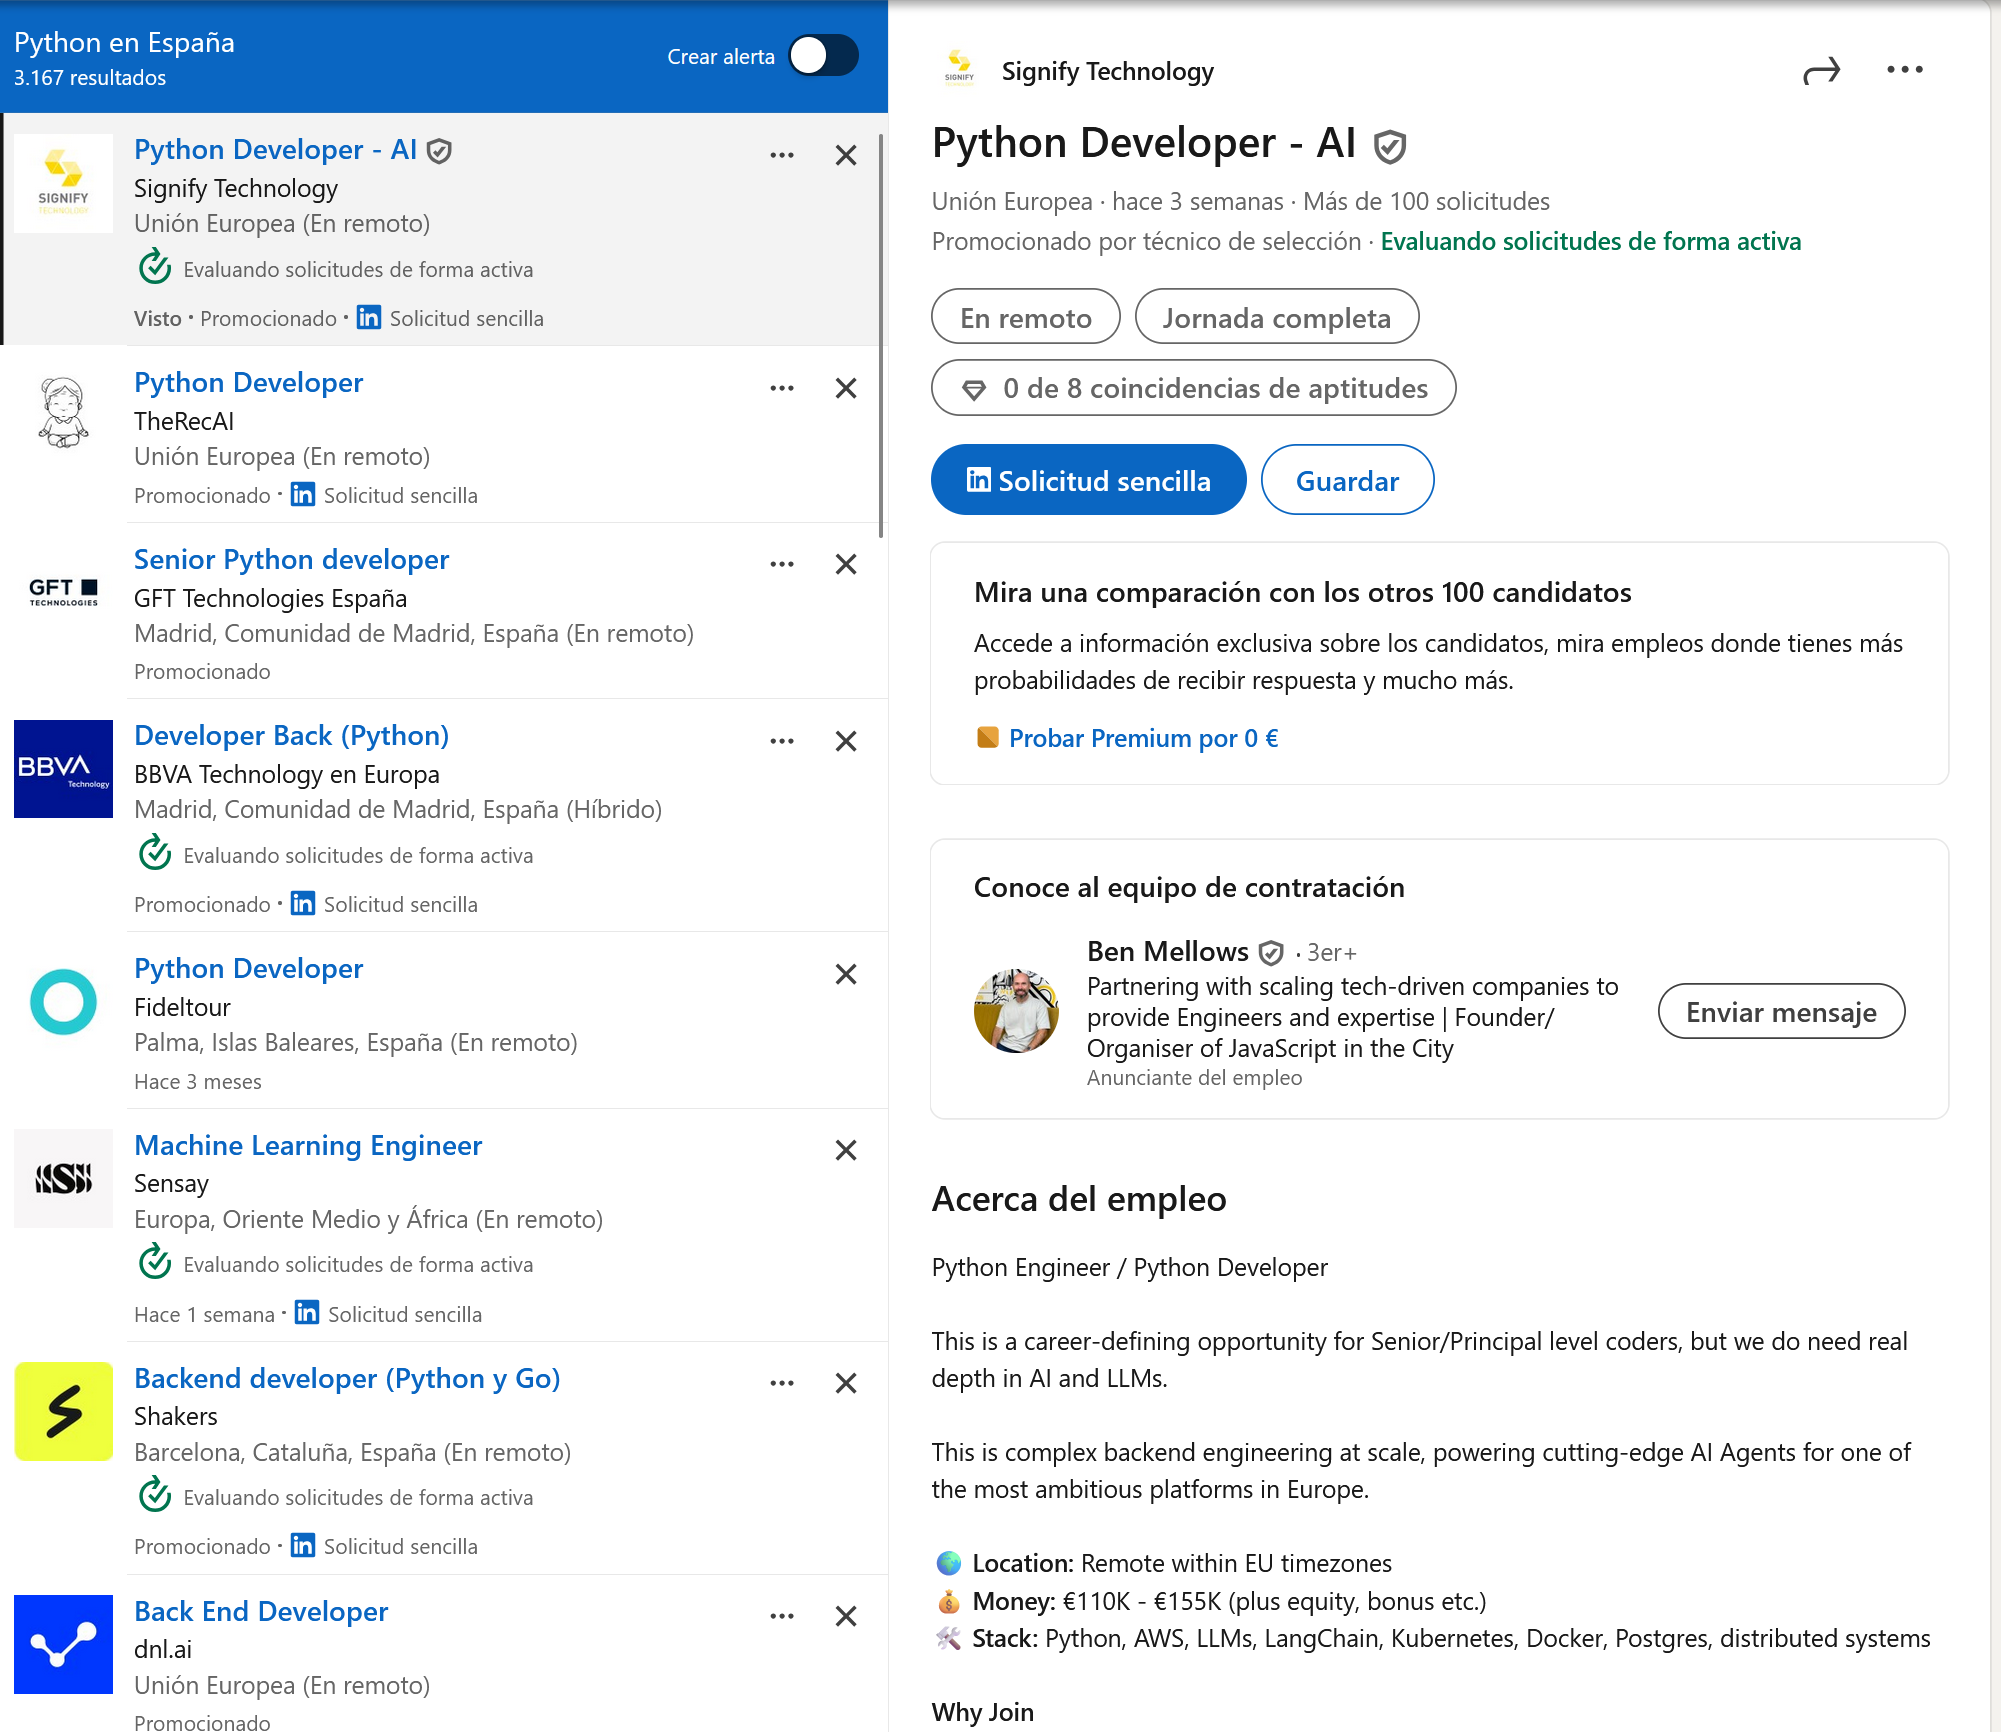 Python en España
3.167 resultados
Crear alerta
SIGNIFY
TECHNOLOGY
Python Developer - AI
Signify Technology
Unión Europea (En remoto)
Evaluando solicitudes de forma activa
Visto · Promocionado · in Solicitud sencilla
Python Developer
TheRecAI
Unión Europea (En remoto)
Promocionado · in Solicitud sencilla
GFT
TECHNOLOGIES
Senior Python developer
GFT Technologies España
Madrid, Comunidad de Madrid, España (En remoto)
Promocionado
BBVA
Technology
Developer Back (Python)
BBVA Technology en Europa
Madrid, Comunidad de Madrid, España (Híbrido)
Evaluando solicitudes de forma activa
Promocionado · in Solicitud sencilla
Python Developer
Fideltour
Palma, Islas Baleares, España (En remoto)
Hace 3 meses
Machine Learning Engineer
Sensay
Europa, Oriente Medio y África (En remoto)
Evaluando solicitudes de forma activa
Hace 1 semana · in Solicitud sencilla
Backend developer (Python y Go)
Shakers
Barcelona, Cataluña, España (En remoto)
Evaluando solicitudes de forma activa
Promocionado · in Solicitud sencilla
Back End Developer
dnl.ai
Unión Europea (En remoto)
Promocionado
SIGNIFY
Signify Technology
Python Developer - AI
Unión Europea · hace 3 semanas · Más de 100 solicitudes
Promocionado por técnico de selección · Evaluando solicitudes de forma activa
En remoto
Jornada completa
0 de 8 coincidencias de aptitudes
in Solicitud sencilla
Guardar
Mira una comparación con los otros 100 candidatos
Accede a información exclusiva sobre los candidatos, mira empleos donde tienes más
probabilidades de recibir respuesta y mucho más.
Probar Premium por 0 €
Conoce al equipo de contratación
Ben Mellows · 3er+
Partnering with scaling tech-driven companies to
provide Engineers and expertise | Founder/
Organiser of JavaScript in the City
Anunciante del empleo
Enviar mensaje
Acerca del empleo
Python Engineer / Python Developer
This is a career-defining opportunity for Senior/Principal level coders, but we do need real
depth in AI and LLMs.
This is complex backend engineering at scale, powering cutting-edge AI Agents for one of
the most ambitious platforms in Europe.
🌍 Location: Remote within EU timezones
💰 Money: €110K - €155K (plus equity, bonus etc.)
🛠 Stack: Python, AWS, LLMs, LangChain, Kubernetes, Docker, Postgres, distributed systems
Why Join